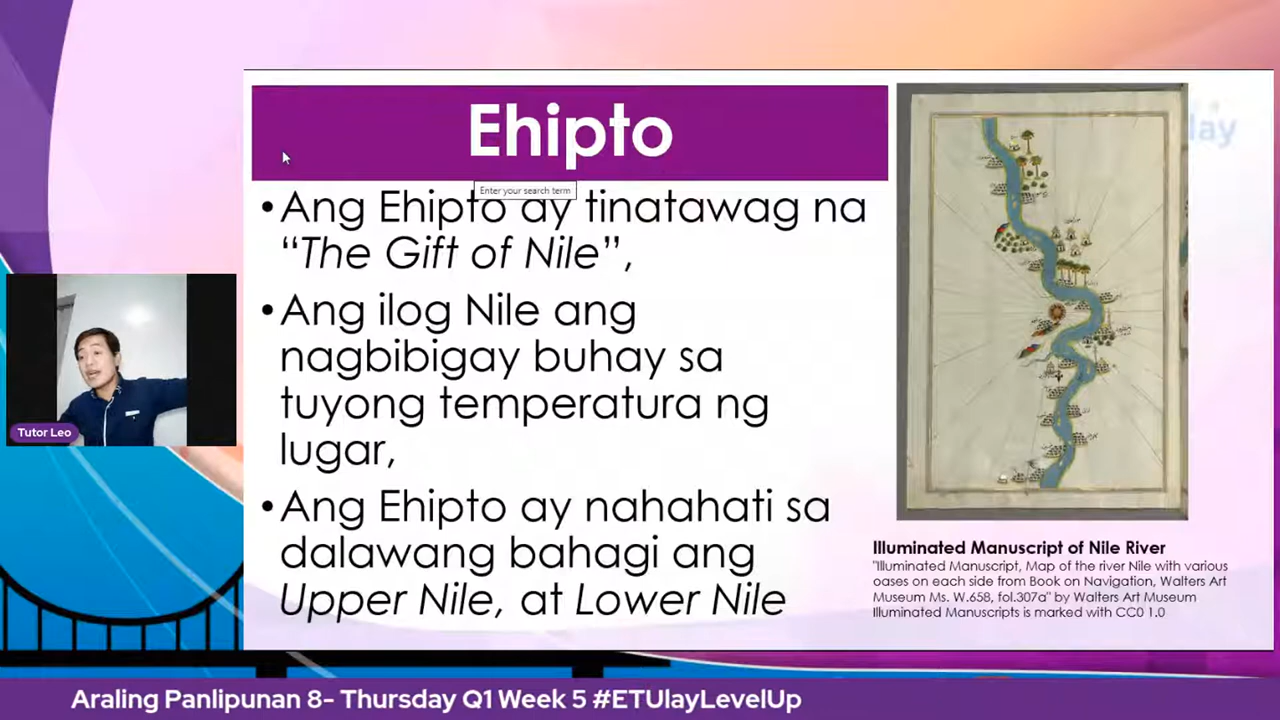 Ehipto
Enter your search term
•Ang Ehipto ay tinatawag na
“The Gift of Nile”,
•Ang ilog Nile ang
nagbibigay buhay sa
tuyong temperatura ng
lugar,
•Ang Ehipto ay nahahati sa
dalawang bahagi ang
Upper Nile, at Lower Nile
lay
Illuminated Manuscript of Nile River
"Illuminated Manuscript, Map of the river Nile with various
oases on each side from Book on Navigation, Walters Art
Museum Ms. W.658, fol.307a" by Walters Art Museum
Illuminated Manuscripts is marked with CC0 1.0
Tutor Leo
Araling Panlipunan 8- Thursday Q1 Week 5 #ETUlayLevelUp